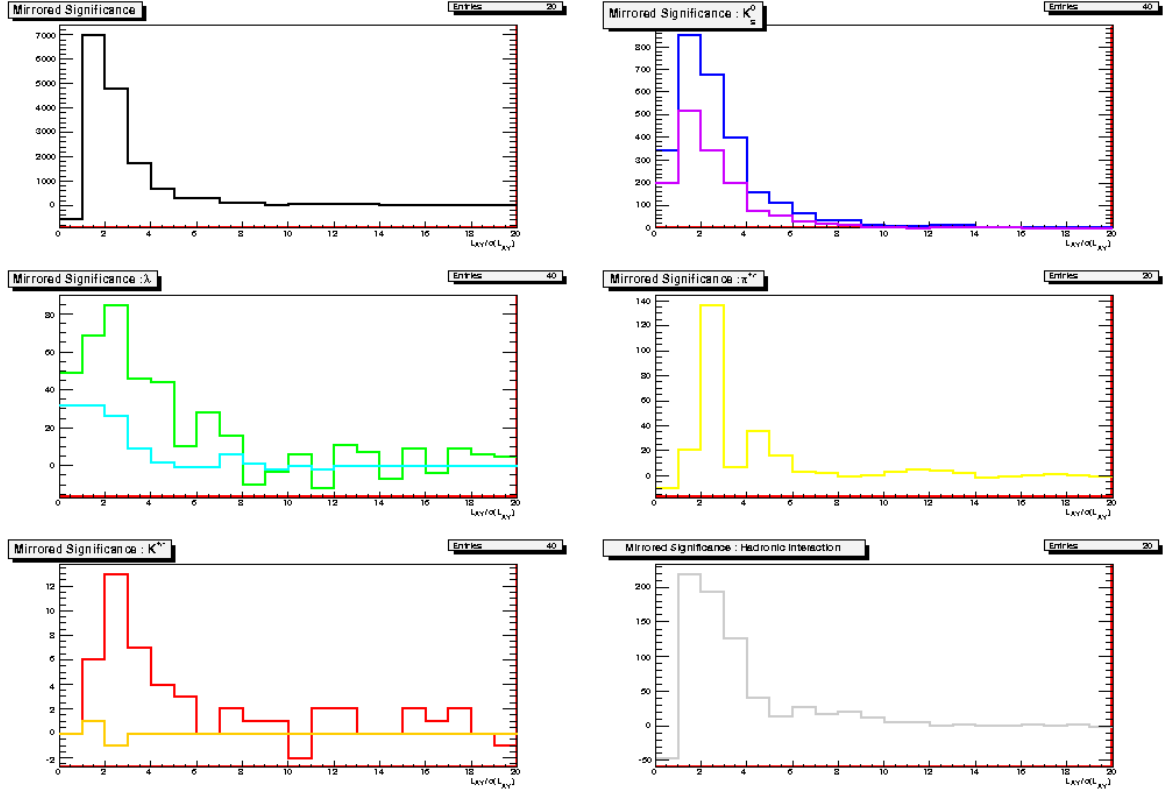 Mirrored Significance
Entries 20
7000
6000
5000
4000
3000
2000
1000
0
0 2 4 6 8 10 12 14 16 18 20
L_XY/σ(L_XY)
Mirrored Significance : K_s^0
Entries 40
800
700
600
500
400
300
200
100
0
0 2 4 6 8 10 12 14 16 18 20
L_XY/σ(L_XY)
Mirrored Significance : λ
Entries 40
80
60
40
20
0
0 2 4 6 8 10 12 14 16 18 20
L_XY/σ(L_XY)
Mirrored Significance : π^+/-
Entries 20
140
120
100
80
60
40
20
0
0 2 4 6 8 10 12 14 16 18 20
L_XY/σ(L_XY)
Mirrored Significance : K^+/-
Entries 40
12
10
8
6
4
2
0
-2
0 2 4 6 8 10 12 14 16 18 20
L_XY/σ(L_XY)
Mirrored Significance : Hadronic Interaction
Entries 20
200
150
100
50
0
-50
0 2 4 6 8 10 12 14 16 18 20
L_XY/σ(L_XY)